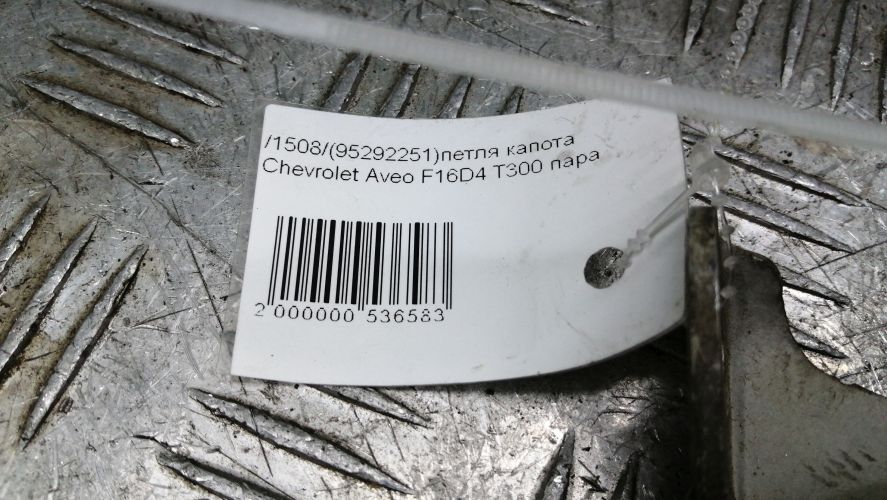 /1508/(95292251)петля капота
Chevrolet Aveo F16D4 T300 пара
2 000000 536583